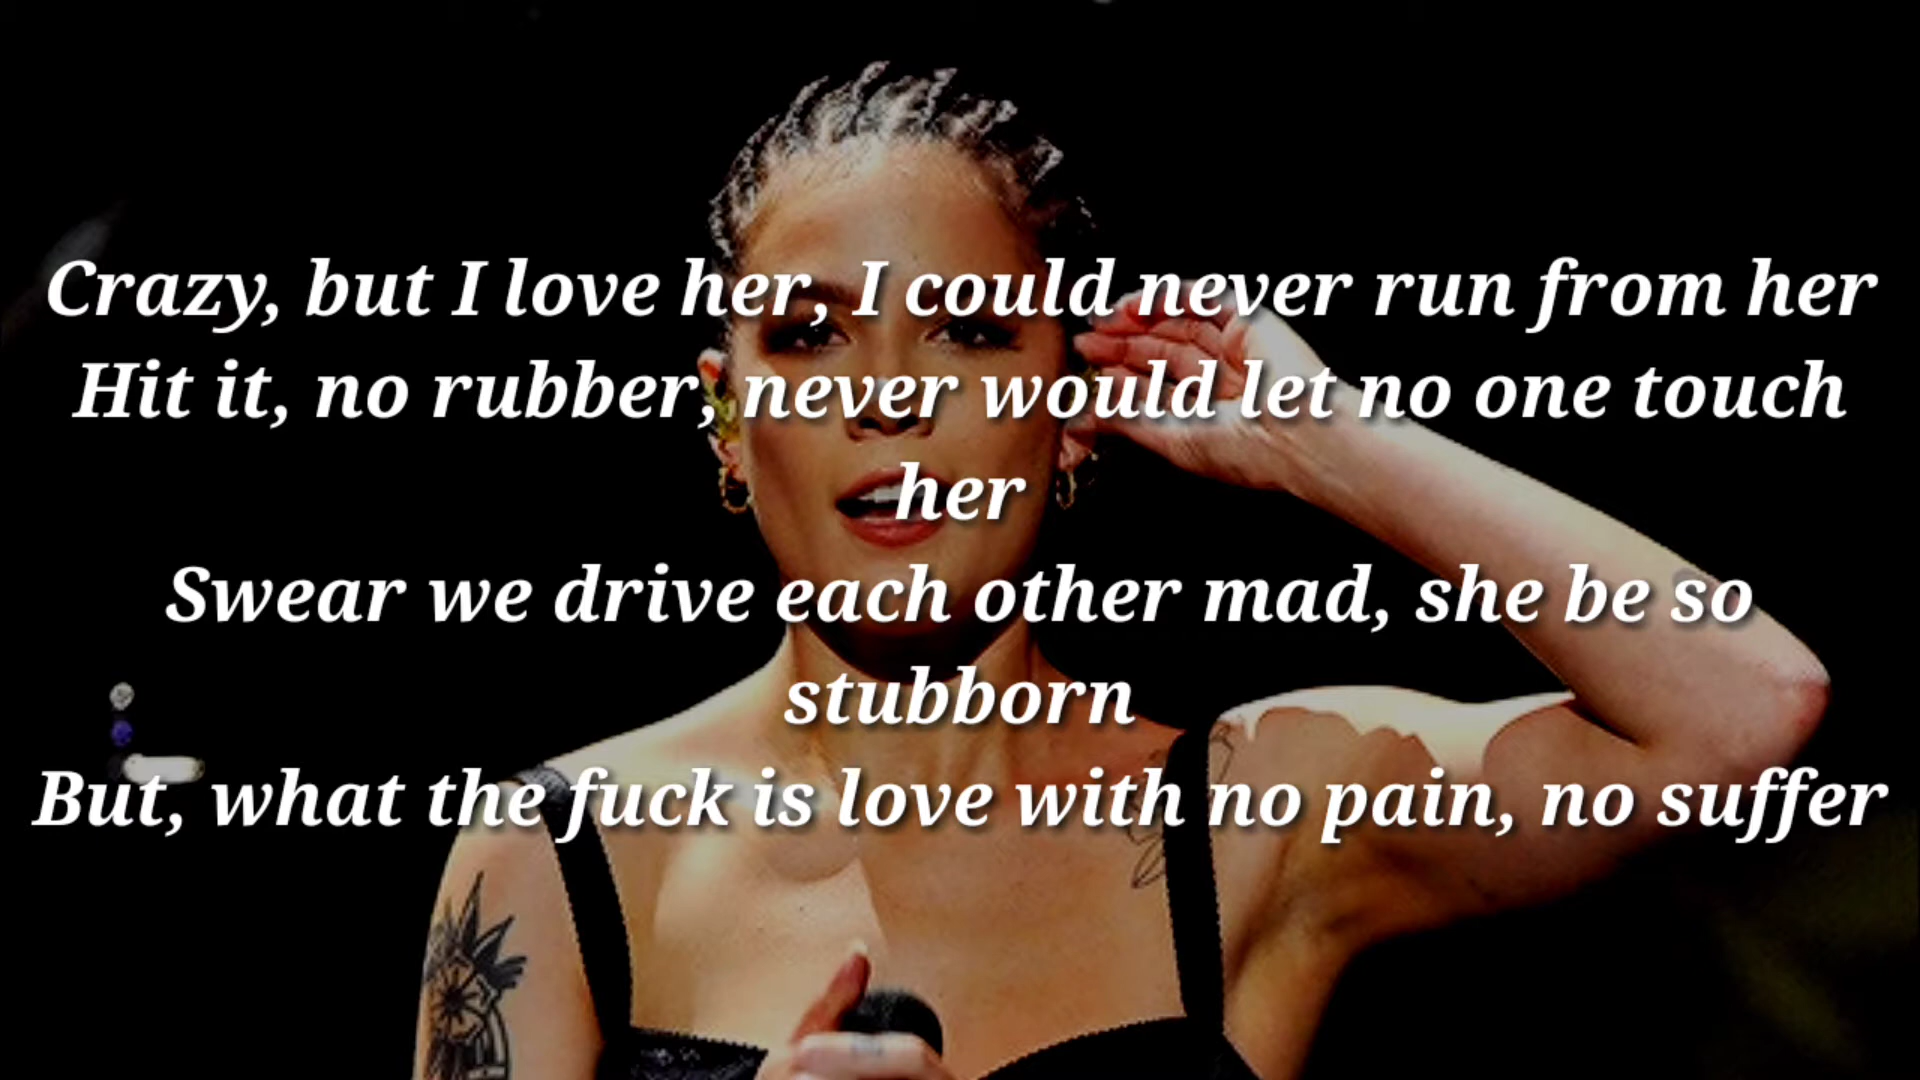 Crazy, but I love her, I could never run from her
Hit it, no rubber, never would let no one touch
her
Swear we drive each other mad, she be so
stubborn
But, what the fuck is love with no pain, no suffer